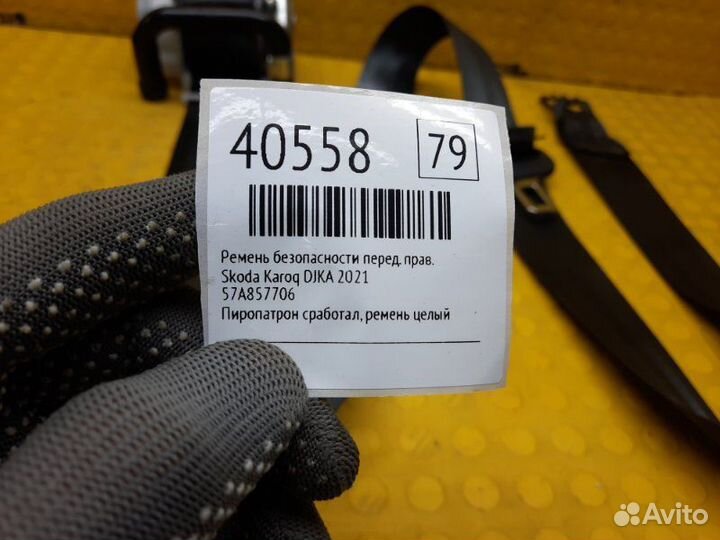 40558 79
Ремень безопасности перед. прав.
Skoda Karoq DJKA 2021
57A857706
Пиропатрон сработал, ремень целый
Avito